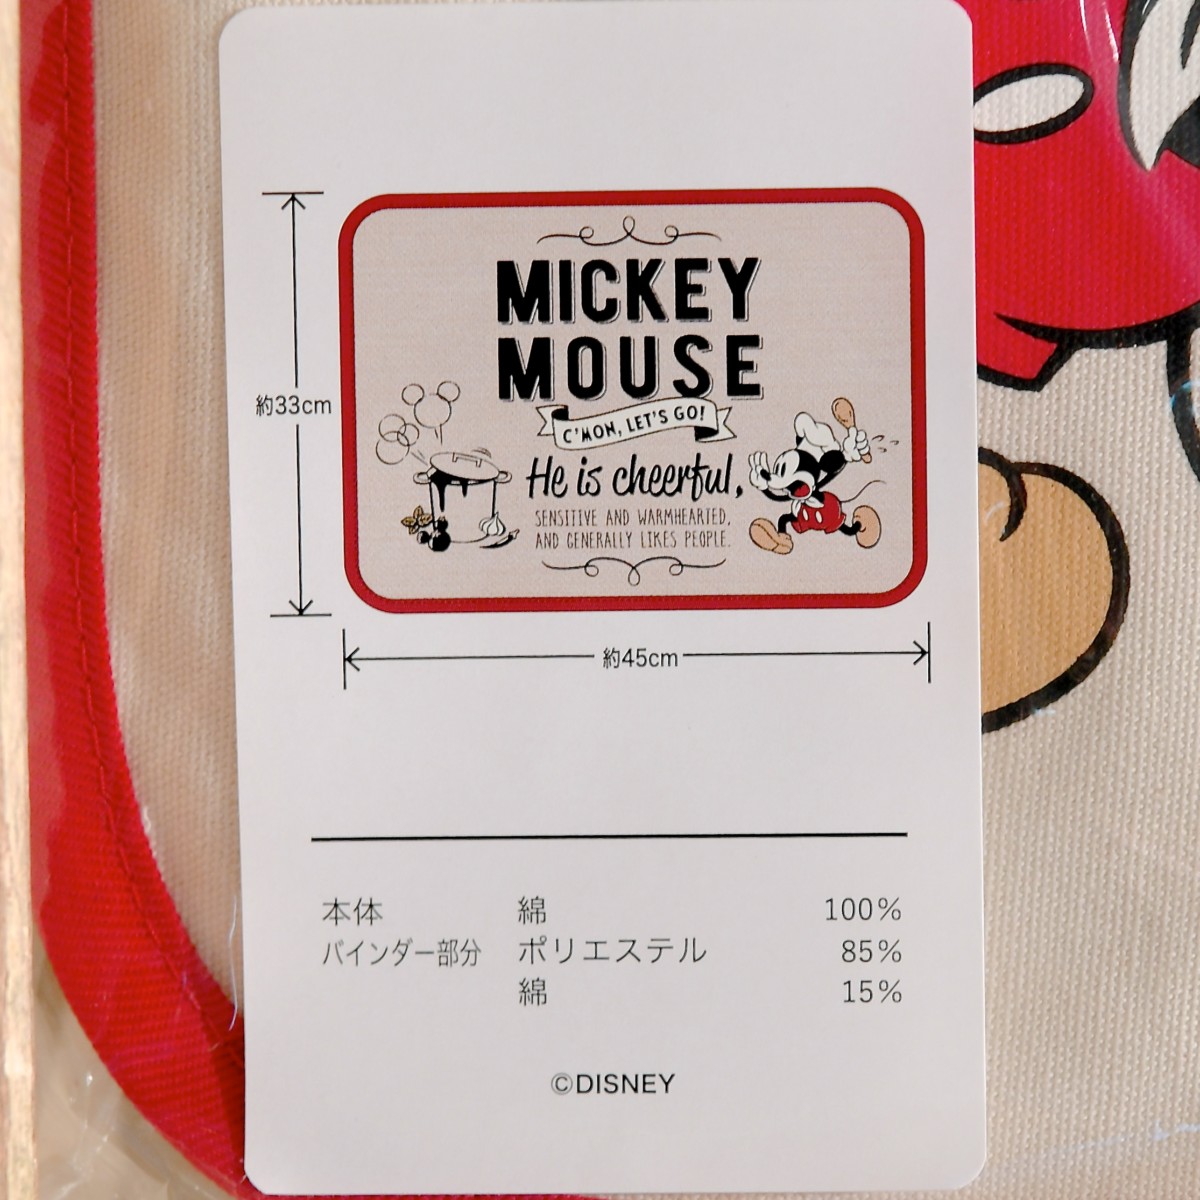 MICKEY
MOUSE
C'MON, LET'S GO!
He is cheerful,
SENSITIVE AND WARMHEARTED,
AND GENERALLY LIKES PEOPLE.
約33cm
約45cm
本体 綿 100%
バインダー部分 ポリエステル 85%
綿 15%
©DISNEY